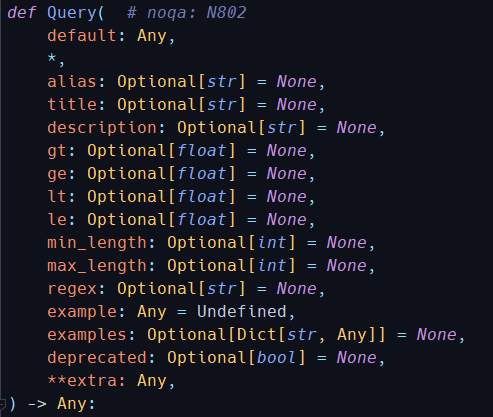 def Query(  # noqa: N802
    default: Any,
    *,
    alias: Optional[str] = None,
    title: Optional[str] = None,
    description: Optional[str] = None,
    gt: Optional[float] = None,
    ge: Optional[float] = None,
    lt: Optional[float] = None,
    le: Optional[float] = None,
    min_length: Optional[int] = None,
    max_length: Optional[int] = None,
    regex: Optional[str] = None,
    example: Any = Undefined,
    examples: Optional[Dict[str, Any]] = None,
    deprecated: Optional[bool] = None,
    **extra: Any,
) -> Any: